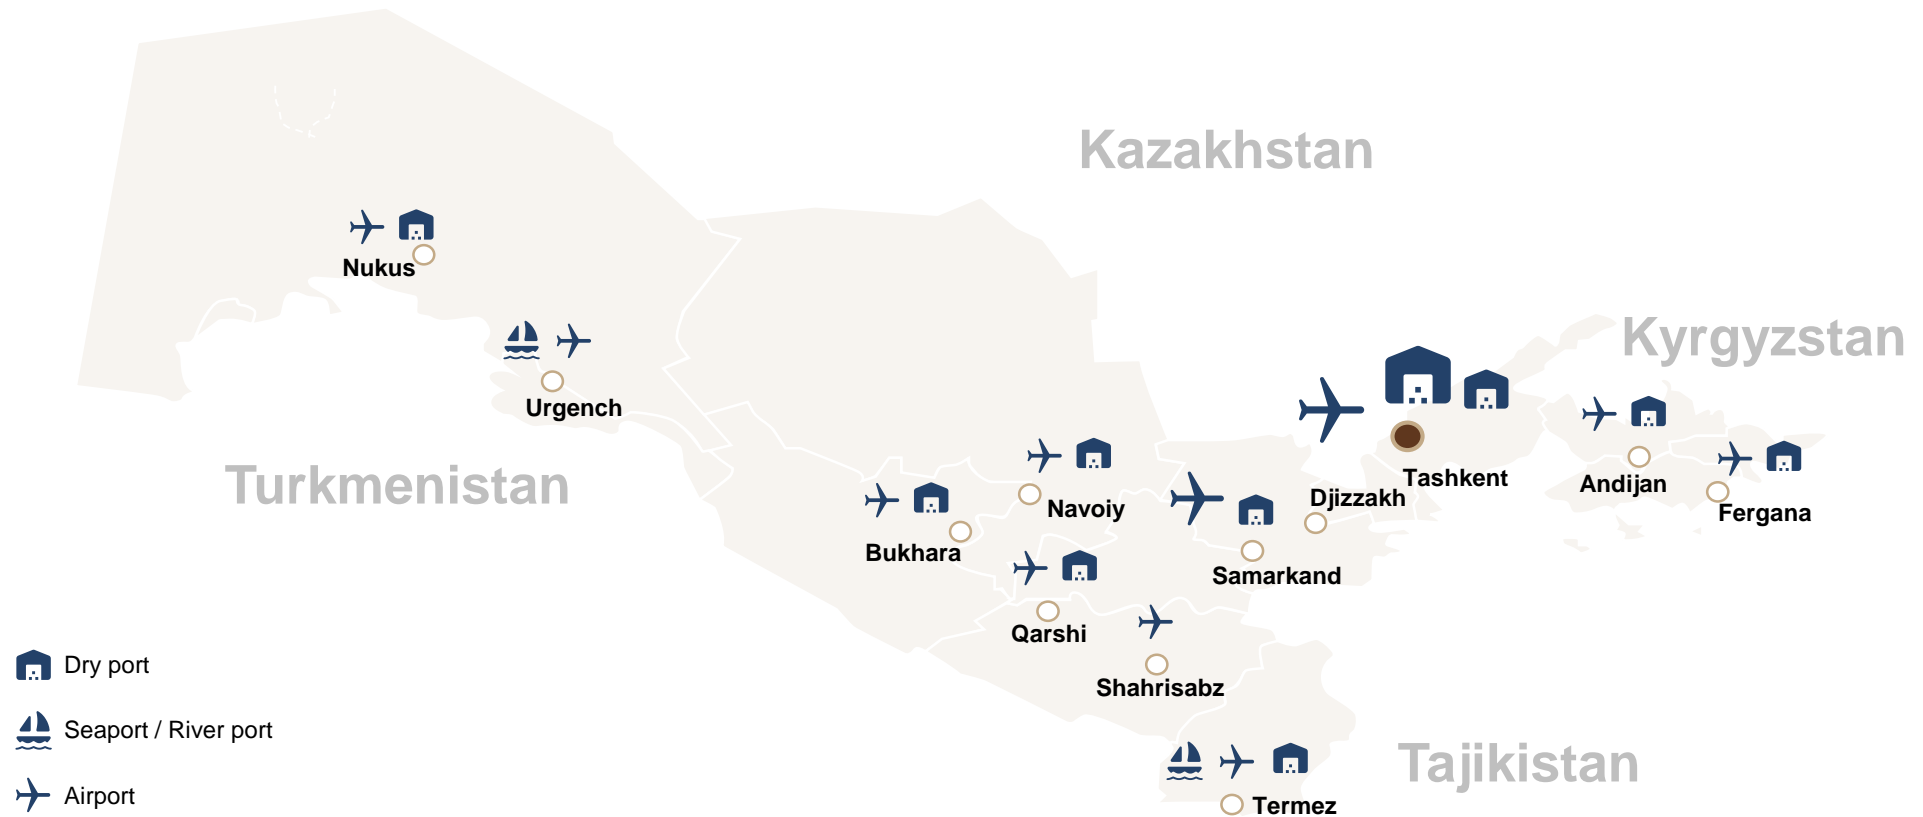 Kazakhstan
Kyrgyzstan
Nukus
Urgench
Turkmenistan
Tashkent
Djizzakh
Andijan
Fergana
Navoiy
Bukhara
Samarkand
Qarshi
Shahrisabz
Dry port
Seaport / River port
Airport
Tajikistan
Termez